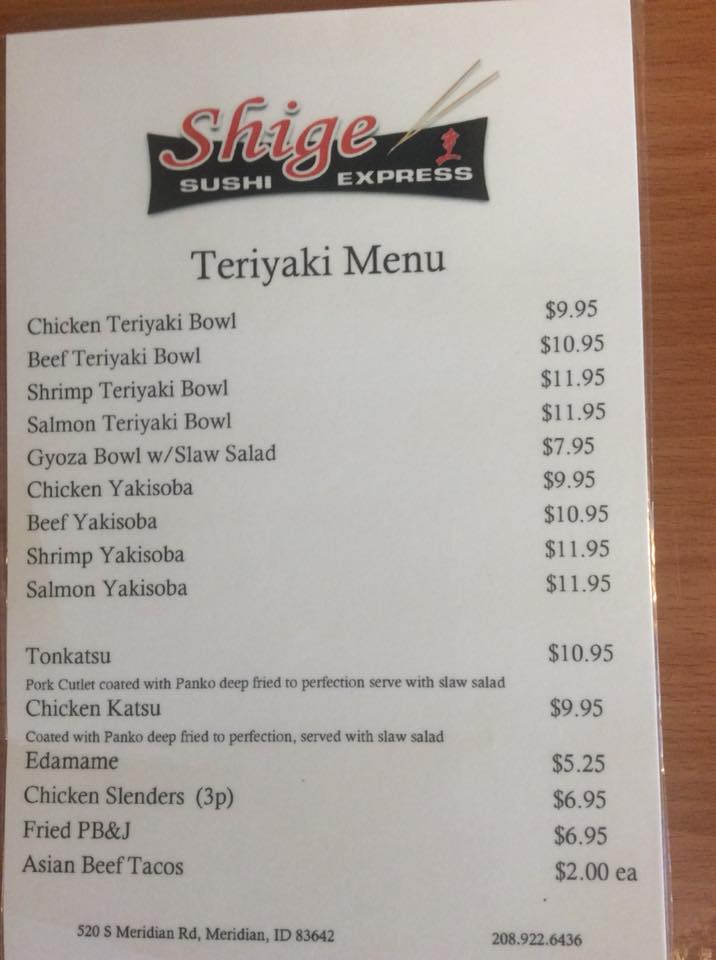 Shige 重
SUSHI EXPRESS
Teriyaki Menu
Chicken Teriyaki Bowl $9.95
Beef Teriyaki Bowl $10.95
Shrimp Teriyaki Bowl $11.95
Salmon Teriyaki Bowl $11.95
Gyoza Bowl w/Slaw Salad $7.95
Chicken Yakisoba $9.95
Beef Yakisoba $10.95
Shrimp Yakisoba $11.95
Salmon Yakisoba $11.95
Tonkatsu $10.95
Pork Cutlet coated with Panko deep fried to perfection serve with slaw salad
Chicken Katsu $9.95
Coated with Panko deep fried to perfection, served with slaw salad
Edamame $5.25
Chicken Slenders (3p) $6.95
Fried PB&J $6.95
Asian Beef Tacos $2.00 ea
520 S Meridian Rd, Meridian, ID 83642 208.922.6436